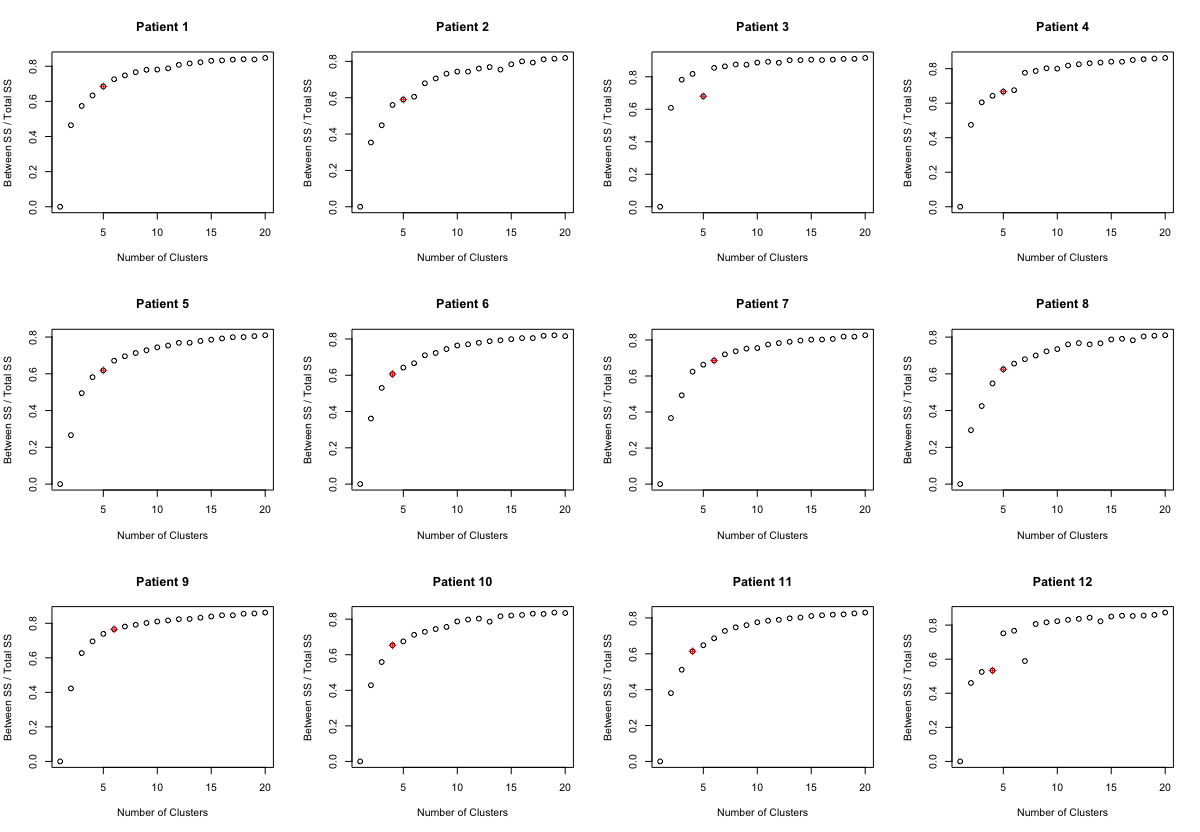 Patient 1 Patient 2 Patient 3 Patient 4
Between SS / Total SS Between SS / Total SS Between SS / Total SS Between SS / Total SS
0.8 0.8 0.8 0.8
0.6 0.6 0.6 0.6
0.4 0.4 0.4 0.4
0.2 0.2 0.2 0.2
0.0 0.0 0.0 0.0
5 10 15 20 5 10 15 20 5 10 15 20 5 10 15 20
Number of Clusters Number of Clusters Number of Clusters Number of Clusters
Patient 5 Patient 6 Patient 7 Patient 8
Between SS / Total SS Between SS / Total SS Between SS / Total SS Between SS / Total SS
0.8 0.8 0.8 0.8
0.6 0.6 0.6 0.6
0.4 0.4 0.4 0.4
0.2 0.2 0.2 0.2
0.0 0.0 0.0 0.0
5 10 15 20 5 10 15 20 5 10 15 20 5 10 15 20
Number of Clusters Number of Clusters Number of Clusters Number of Clusters
Patient 9 Patient 10 Patient 11 Patient 12
Between SS / Total SS Between SS / Total SS Between SS / Total SS Between SS / Total SS
0.8 0.8 0.8 0.8
0.6 0.6 0.6 0.6
0.4 0.4 0.4 0.4
0.2 0.2 0.2 0.2
0.0 0.0 0.0 0.0
5 10 15 20 5 10 15 20 5 10 15 20 5 10 15 20
Number of Clusters Number of Clusters Number of Clusters Number of Clusters